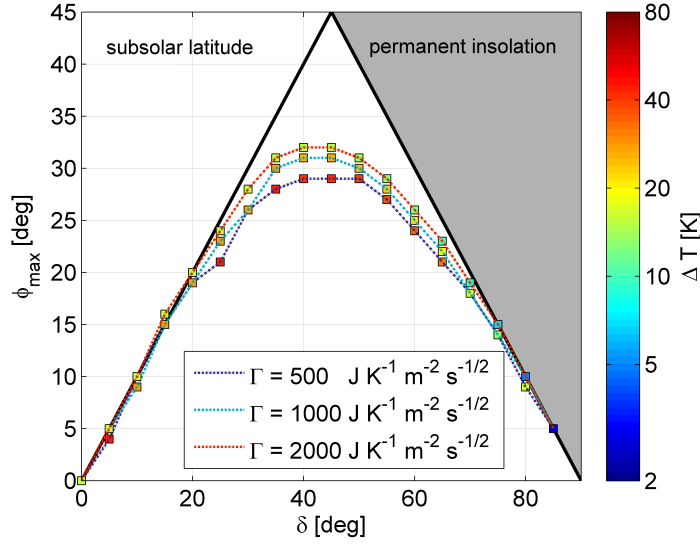 subsolar latitude
permanent insolation
ϕmax [deg]
45
40
35
30
25
20
15
10
5
0
Γ = 500 J K-1 m-2 s-1/2
Γ = 1000 J K-1 m-2 s-1/2
Γ = 2000 J K-1 m-2 s-1/2
0 20 40 60 80
δ [deg]
80
40
20
10
5
2
Δ T [K]